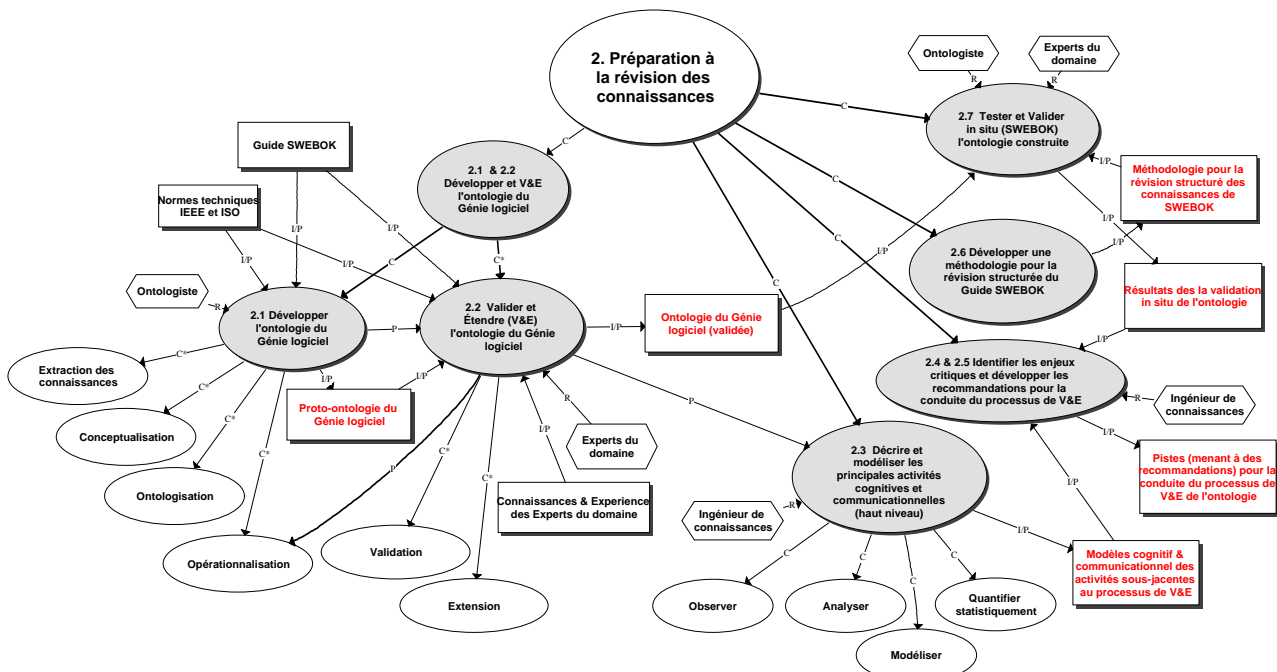 2. Préparation à
la révision des
connaissances
Ontologiste
Experts du
domaine
R
R
C
2.7 Tester et Valider
in situ (SWEBOK)
l'ontologie construite
Guide SWEBOK
C
2.1 & 2.2
Développer et V&E
l'ontologie du
Génie logiciel
C
I/P
Méthodologie pour la
révision structuré des
connaissances de
SWEBOK
Normes techniques
IEEE et ISO
I/P
I/P
I/P
I/P
C
C*
C
C
I/P
I/P
I/P
2.6 Développer une
méthodologie pour la
révision structurée du
Guide SWEBOK
Ontologiste
R
2.1 Développer
l'ontologie du
Génie logiciel
P
2.2 Valider et
Étendre (V&E)
l'ontologie du Génie
logiciel
I/P
Ontologie du Génie
logiciel (validée)
Résultats des la validation
in situ de l'ontologie
I/P
Extraction des
connaissances
C*
C*
C*
C*
I/P
I/P
Proto-ontologie du
Génie logiciel
2.4 & 2.5 Identifier les enjeux
critiques et développer les
recommandations pour la
conduite du processus de V&E
R
Ingénieur de
connaissances
Conceptualisation
R
P
I/P
Experts du
domaine
I/P
Pistes (menant à des
recommandations) pour la
conduite du processus de
V&E de l'ontologie
P
C*
C*
2.3 Décrire et
modéliser les
principales activités
cognitives et
communicationnelles
(haut niveau)
I/P
Ontologisation
Connaissances & Experience
des Experts du domaine
Ingénieur de
connaissances
R
I/P
Opérationnalisation
Validation
C
C
C
C
Modèles cognitif &
communicationnel des
activités sous-jacentes
au processus de V&E
Extension
Observer
Analyser
Quantifier
statistiquement
Modéliser